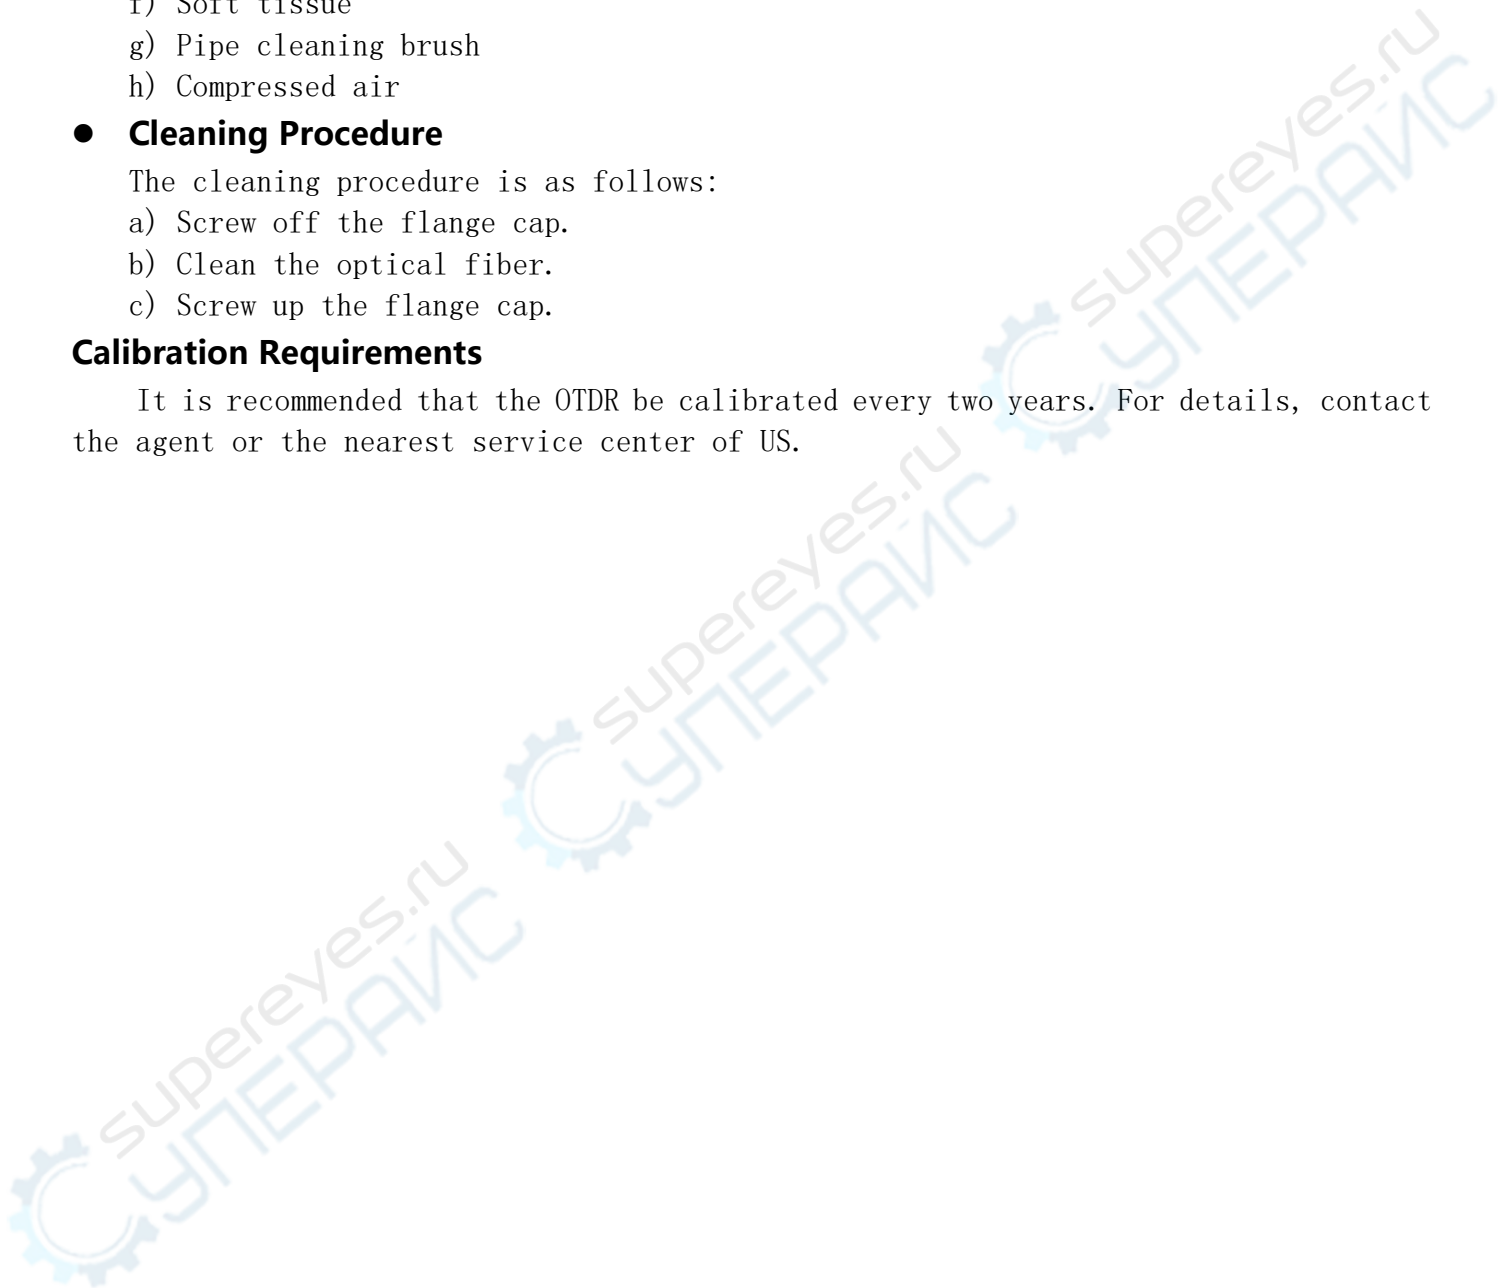 f) Soft tissue
g) Pipe cleaning brush
h) Compressed air
● Cleaning Procedure
The cleaning procedure is as follows:
a) Screw off the flange cap.
b) Clean the optical fiber.
c) Screw up the flange cap.
Calibration Requirements
It is recommended that the OTDR be calibrated every two years. For details, contact
the agent or the nearest service center of US.
supereyes.ru
СУПЕРАЙС
supereyes.ru
СУПЕРАЙС
supereyes.ru
СУПЕРАЙС